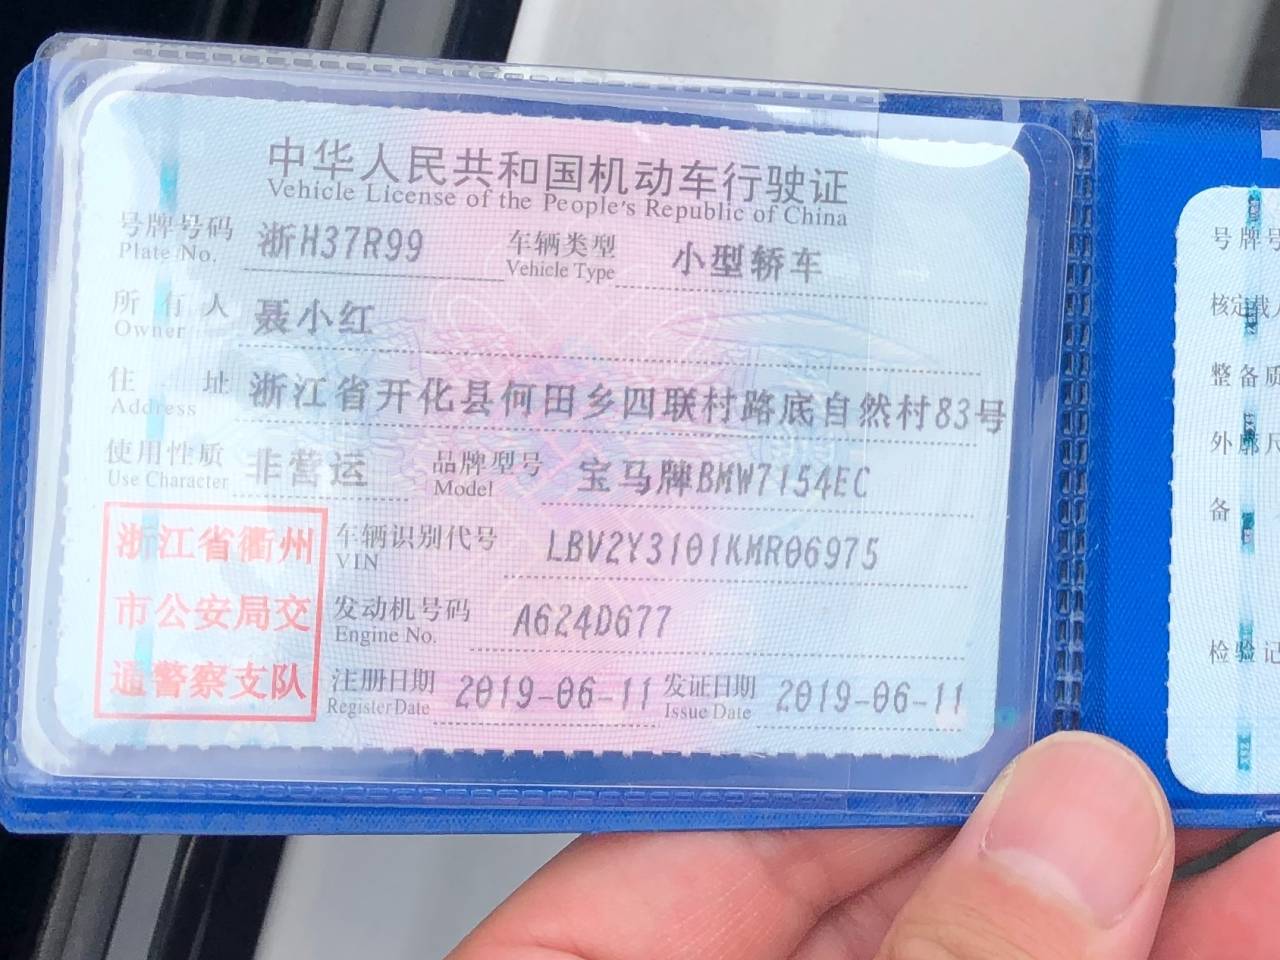 中华人民共和国机动车行驶证
Vehicle License of the People's Republic of China
号牌号码 浙H37R99 车辆类型 小型轿车
Plate No. Vehicle Type
所有人 聂小红
Owner
住址 浙江省开化县何田乡四联村路底自然村83号
Address
使用性质 非营运 品牌型号 宝马牌BMW7154EC
Use Character Model
浙江省衢州
市公安局交
通警察支队
车辆识别代号 LBV2Y3101KMR06975
VIN
发动机号码 A624D677
Engine No.
注册日期 2019-06-11 发证日期 2019-06-11
Register Date Issue Date
号牌号
核定载人
整备质
外廓尺
备
检验记